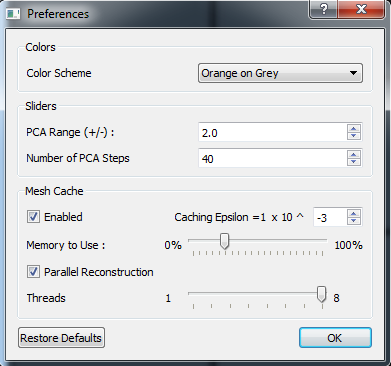 Preferences
?
Colors
Color Scheme Orange on Grey
Sliders
PCA Range (+/-) : 2.0
Number of PCA Steps 40
Mesh Cache
Enabled Caching Epsilon =1 x 10 ^ -3
Memory to Use : 0% 100%
Parallel Reconstruction
Threads 1 8
Restore Defaults OK